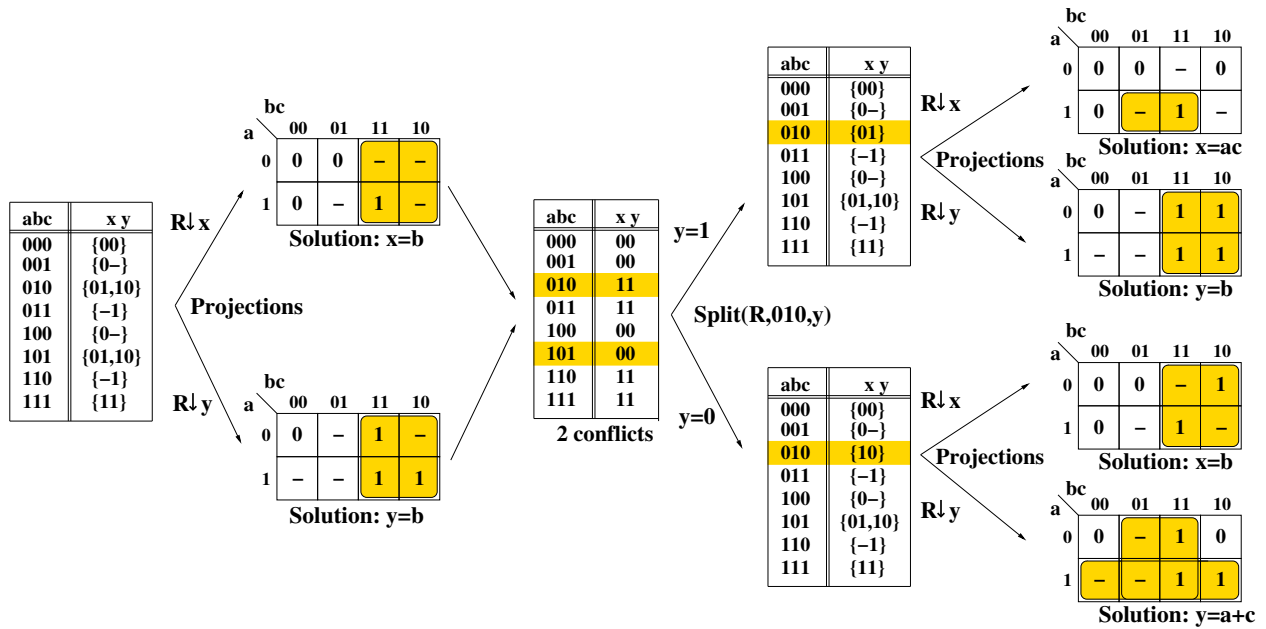 abc x y
000 {00}
001 {0−}
010 {01,10}
011 {−1}
100 {0−}
101 {01,10}
110 {−1}
111 {11}
R↓x
Projections
R↓y
bc
a 00 01 11 10
0 0 0 − −
1 0 − 1 −
Solution: x=b
bc
a 00 01 11 10
0 0 − 1 −
1 − − 1 1
Solution: y=b
abc x y
000 00
001 00
010 11
011 11
100 00
101 00
110 11
111 11
2 conflicts
y=1
Split(R,010,y)
y=0
abc x y
000 {00}
001 {0−}
010 {01}
011 {−1}
100 {0−}
101 {01,10}
110 {−1}
111 {11}
R↓x
Projections
R↓y
abc x y
000 {00}
001 {0−}
010 {10}
011 {−1}
100 {0−}
101 {01,10}
110 {−1}
111 {11}
R↓x
Projections
R↓y
bc
a 00 01 11 10
0 0 0 − 0
1 0 − 1 −
Solution: x=ac
bc
a 00 01 11 10
0 0 − 1 1
1 − − 1 1
Solution: y=b
bc
a 00 01 11 10
0 0 0 − 1
1 0 − 1 −
Solution: x=b
bc
a 00 01 11 10
0 0 − 1 0
1 − − 1 1
Solution: y=a+c